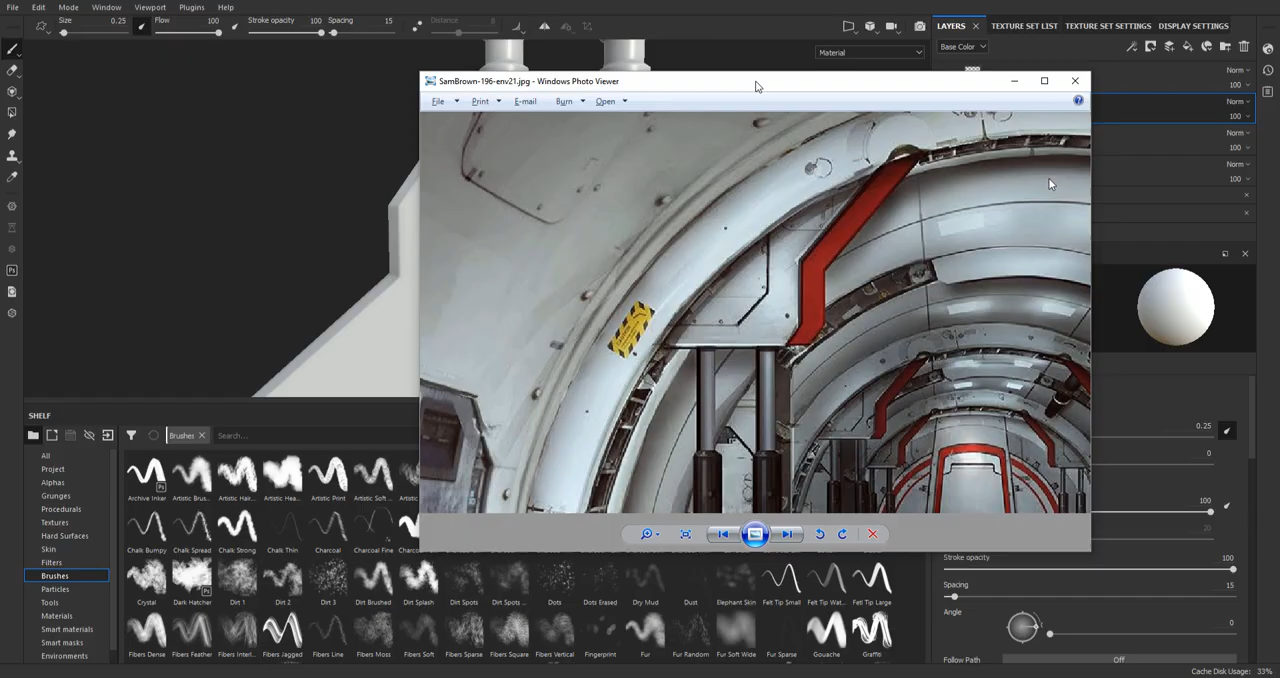 File Edit Mode Window Viewport Plugins Help
Size 0.25 Flow 100 Stroke opacity 100 Spacing 15 Distance 8
LAYERS TEXTURE SET LIST TEXTURE SET SETTINGS DISPLAY SETTINGS
Material
Base Color
Norm
100
Norm
100
Norm
100
Norm
100
SamBrown-196-env21.jpg - Windows Photo Viewer
File Print E-mail Burn Open
0.25
0
100
20
Stroke opacity 100
Spacing 15
Angle 0
Follow Path Off
SHELF
Brushes Search...
All
Project
Alphas
Grunges
Procedurals
Textures
Hard Surfaces
Skin
Filters
Brushes
Particles
Tools
Materials
Smart materials
Smart masks
Environments
Archive Inker Artistic Brus... Artistic Hair... Artistic Hea... Artistic Print Artistic Soft ...
Chalk Bumpy Chalk Spread Chalk Strong Chalk Thin Charcoal Charcoal Fine
Crystal Dark Hatcher Dirt 1 Dirt 2 Dirt 3 Dirt Brushed Dirt Splash Dirt Spots Dirt Spots ... Dots Dots Erased Dry Mud Dust Elephant Skin Felt Tip Small Felt Tip Wat... Felt Tip Large
Fibers Dense Fibers Feather Fibers Interl... Fibers Jagged Fibers Line Fibers Moss Fibers Soft Fibers Sparse Fibers Square Fibers Vertical Fingerprint Fur Fur Random Fur Soft Wide Fur Sparse Gouache Graffiti
Cache Disk Usage: 33%